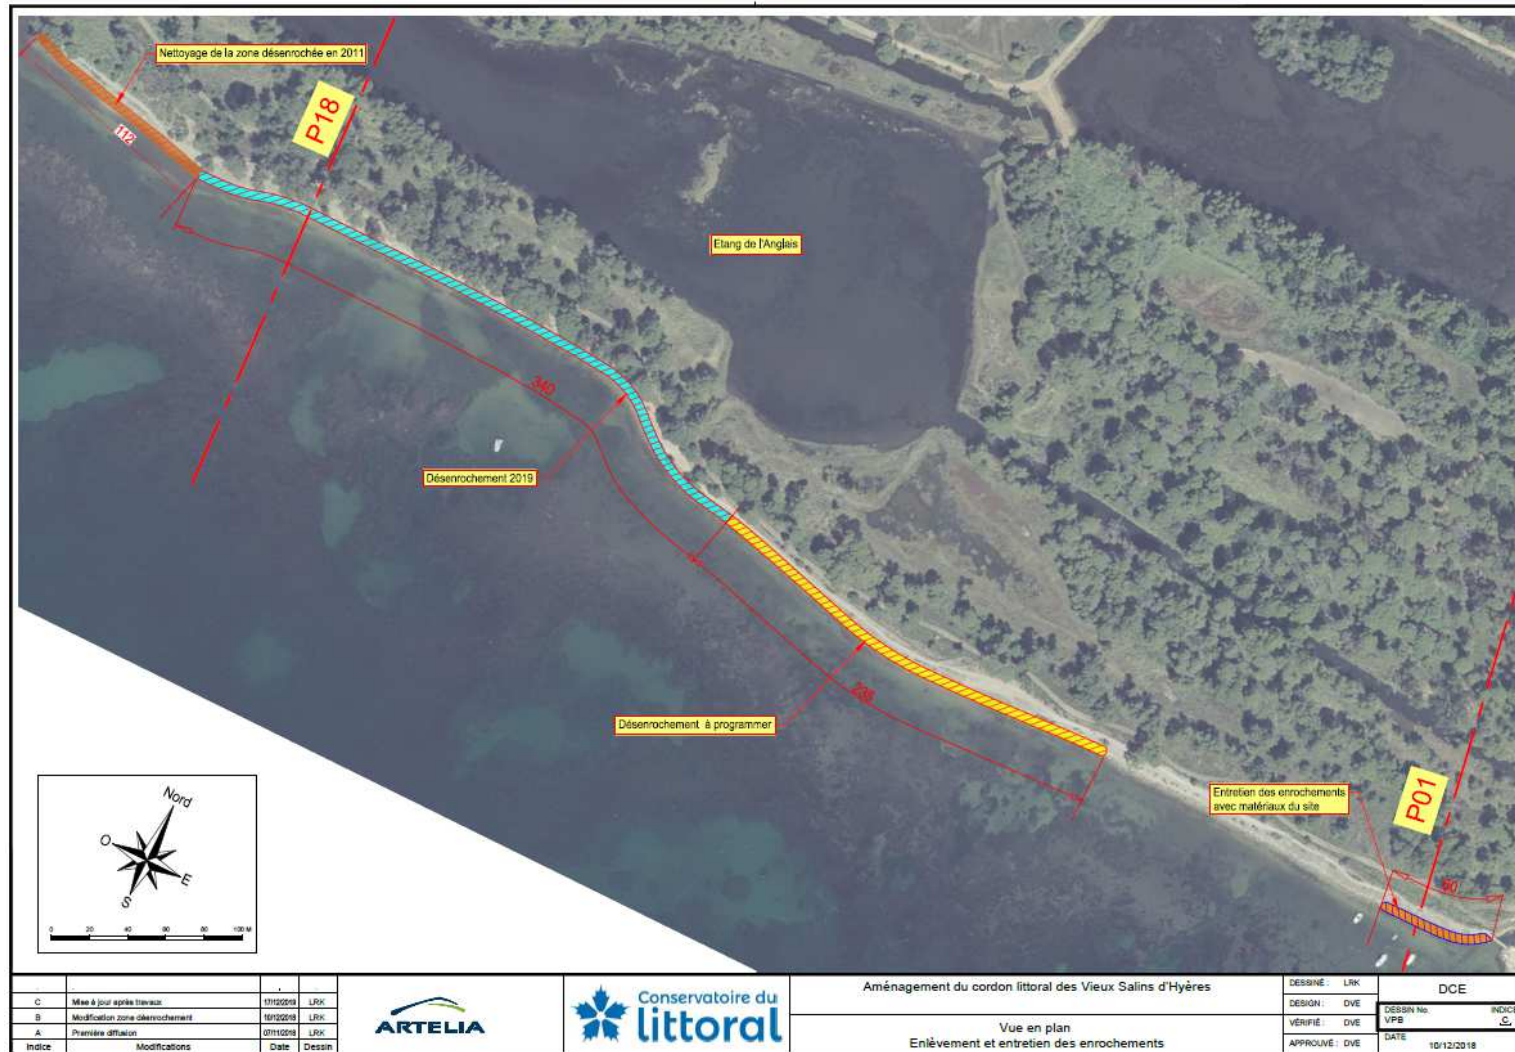 Nettoyage de la zone désenrochée en 2011
P18
112
Etang de l'Anglais
340
Désenrochement 2019
Désenrochement à programmer
Entretien des enrochements
avec matériaux du site
P01
Nord
O
E
S
0 20 40 60 80 100 M
C Mise à jour après travaux 17/12/2019 LRK
B Modification zone désenrochement 10/12/2018 LRK
A Première diffusion 07/11/2018 LRK
Indice Modifications Date Dessin
ARTELIA
Conservatoire du
littoral
Aménagement du cordon littoral des Vieux Salins d'Hyères
Vue en plan
Enlèvement et entretien des enrochements
DESSINÉ : LRK
DESIGN : DVE
VÉRIFIÉ : DVE
APPROUVÉ : DVE
DCE
DESSIN No. INDICE
VPB C
DATE
10/12/2018